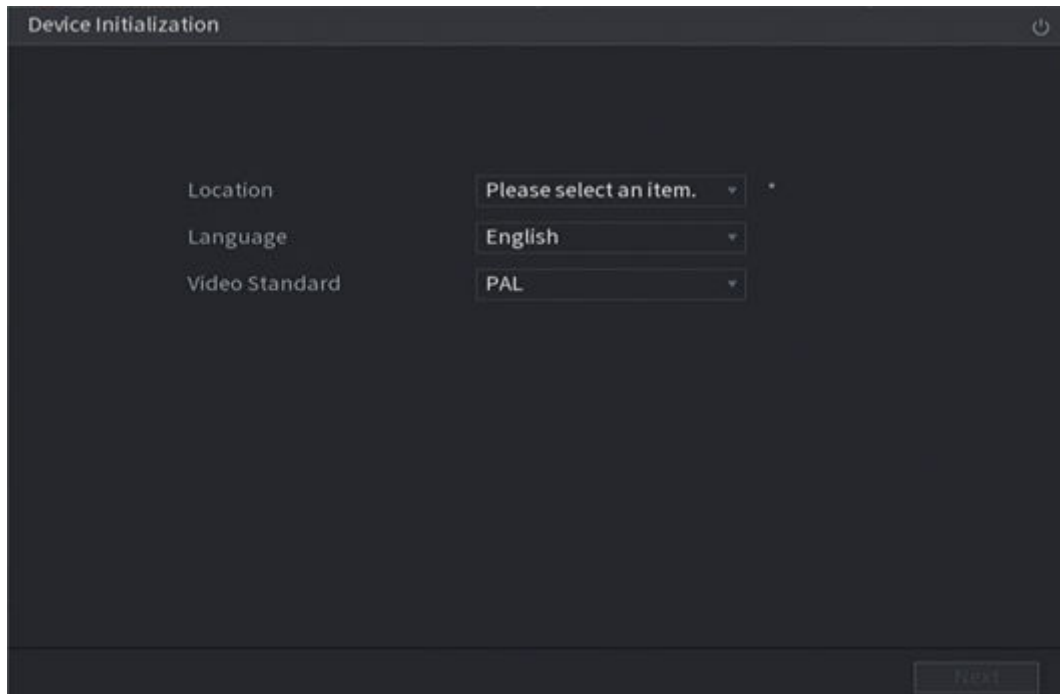 Device Initialization
Location Please select an item. *
Language English
Video Standard PAL
Next